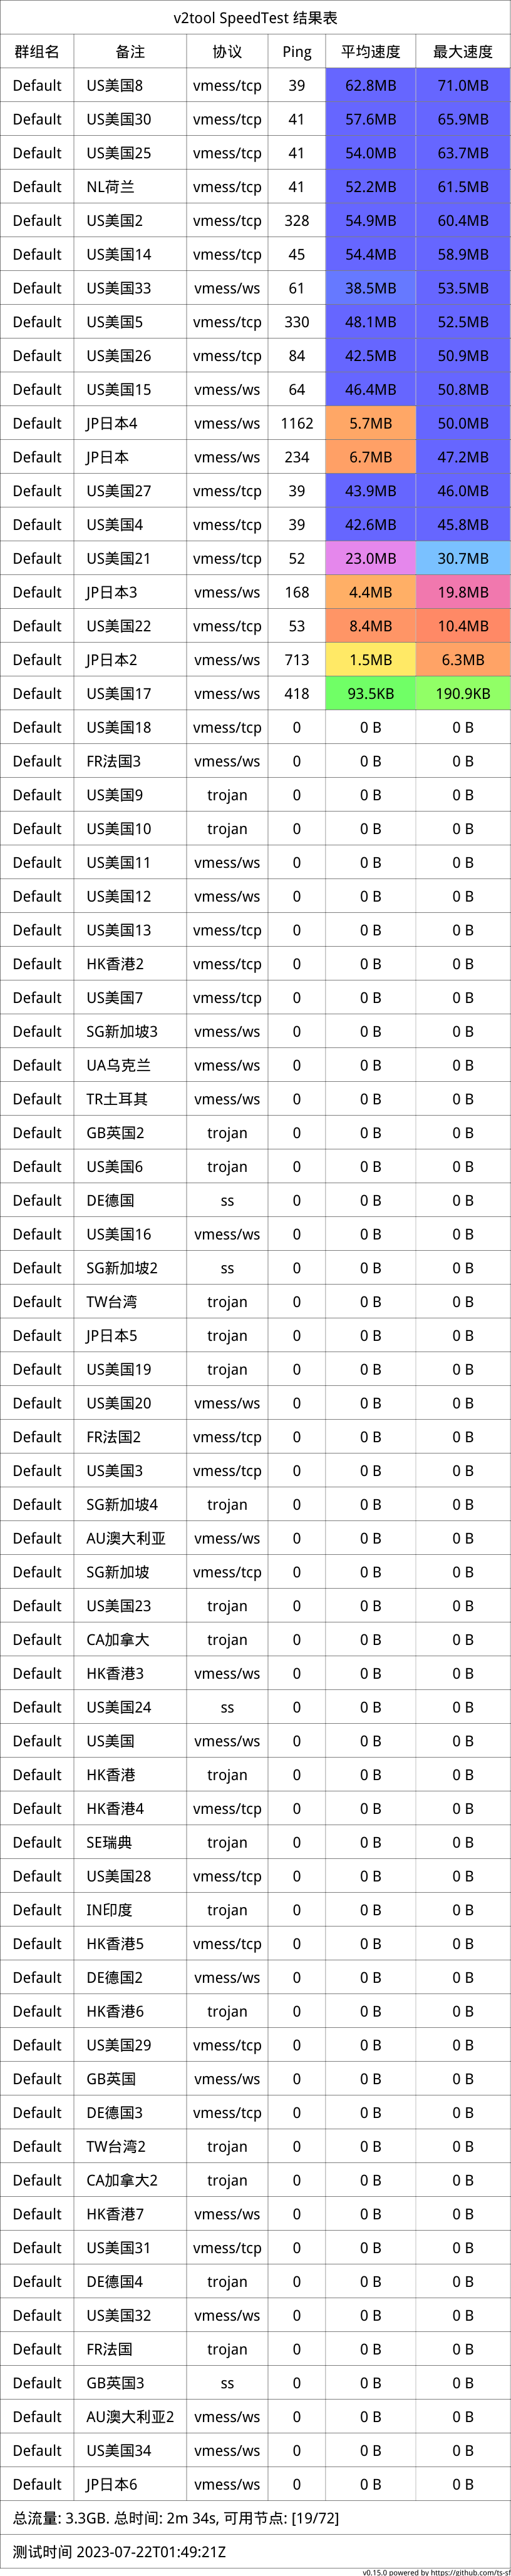 v2tool SpeedTest 结果表
群组名 备注 协议 Ping 平均速度 最大速度
Default US美国8 vmess/tcp 39 62.8MB 71.0MB
Default US美国30 vmess/tcp 41 57.6MB 65.9MB
Default US美国25 vmess/tcp 41 54.0MB 63.7MB
Default NL荷兰 vmess/tcp 41 52.2MB 61.5MB
Default US美国2 vmess/tcp 328 54.9MB 60.4MB
Default US美国14 vmess/tcp 45 54.4MB 58.9MB
Default US美国33 vmess/ws 61 38.5MB 53.5MB
Default US美国5 vmess/tcp 330 48.1MB 52.5MB
Default US美国26 vmess/tcp 84 42.5MB 50.9MB
Default US美国15 vmess/ws 64 46.4MB 50.8MB
Default JP日本4 vmess/ws 1162 5.7MB 50.0MB
Default JP日本 vmess/ws 234 6.7MB 47.2MB
Default US美国27 vmess/tcp 39 43.9MB 46.0MB
Default US美国4 vmess/tcp 39 42.6MB 45.8MB
Default US美国21 vmess/tcp 52 23.0MB 30.7MB
Default JP日本3 vmess/ws 168 4.4MB 19.8MB
Default US美国22 vmess/tcp 53 8.4MB 10.4MB
Default JP日本2 vmess/ws 713 1.5MB 6.3MB
Default US美国17 vmess/ws 418 93.5KB 190.9KB
Default US美国18 vmess/tcp 0 0 B 0 B
Default FR法国3 vmess/ws 0 0 B 0 B
Default US美国9 trojan 0 0 B 0 B
Default US美国10 trojan 0 0 B 0 B
Default US美国11 vmess/ws 0 0 B 0 B
Default US美国12 vmess/ws 0 0 B 0 B
Default US美国13 vmess/tcp 0 0 B 0 B
Default HK香港2 vmess/tcp 0 0 B 0 B
Default US美国7 vmess/tcp 0 0 B 0 B
Default SG新加坡3 vmess/ws 0 0 B 0 B
Default UA乌克兰 vmess/ws 0 0 B 0 B
Default TR土耳其 vmess/ws 0 0 B 0 B
Default GB英国2 trojan 0 0 B 0 B
Default US美国6 trojan 0 0 B 0 B
Default DE德国 ss 0 0 B 0 B
Default US美国16 vmess/ws 0 0 B 0 B
Default SG新加坡2 ss 0 0 B 0 B
Default TW台湾 trojan 0 0 B 0 B
Default JP日本5 trojan 0 0 B 0 B
Default US美国19 trojan 0 0 B 0 B
Default US美国20 vmess/ws 0 0 B 0 B
Default FR法国2 vmess/tcp 0 0 B 0 B
Default US美国3 vmess/tcp 0 0 B 0 B
Default SG新加坡4 trojan 0 0 B 0 B
Default AU澳大利亚 vmess/ws 0 0 B 0 B
Default SG新加坡 vmess/tcp 0 0 B 0 B
Default US美国23 trojan 0 0 B 0 B
Default CA加拿大 trojan 0 0 B 0 B
Default HK香港3 vmess/ws 0 0 B 0 B
Default US美国24 ss 0 0 B 0 B
Default US美国 vmess/ws 0 0 B 0 B
Default HK香港 trojan 0 0 B 0 B
Default HK香港4 vmess/tcp 0 0 B 0 B
Default SE瑞典 trojan 0 0 B 0 B
Default US美国28 vmess/tcp 0 0 B 0 B
Default IN印度 trojan 0 0 B 0 B
Default HK香港5 vmess/tcp 0 0 B 0 B
Default DE德国2 vmess/ws 0 0 B 0 B
Default HK香港6 trojan 0 0 B 0 B
Default US美国29 vmess/tcp 0 0 B 0 B
Default GB英国 vmess/ws 0 0 B 0 B
Default DE德国3 vmess/tcp 0 0 B 0 B
Default TW台湾2 trojan 0 0 B 0 B
Default CA加拿大2 trojan 0 0 B 0 B
Default HK香港7 vmess/ws 0 0 B 0 B
Default US美国31 vmess/tcp 0 0 B 0 B
Default DE德国4 trojan 0 0 B 0 B
Default US美国32 vmess/ws 0 0 B 0 B
Default FR法国 trojan 0 0 B 0 B
Default GB英国3 ss 0 0 B 0 B
Default AU澳大利亚2 vmess/ws 0 0 B 0 B
Default US美国34 vmess/ws 0 0 B 0 B
Default JP日本6 vmess/ws 0 0 B 0 B
总流量: 3.3GB. 总时间: 2m 34s, 可用节点: [19/72]
测试时间 2023-07-22T01:49:21Z
v0.15.0 powered by https://github.com/ts-sf